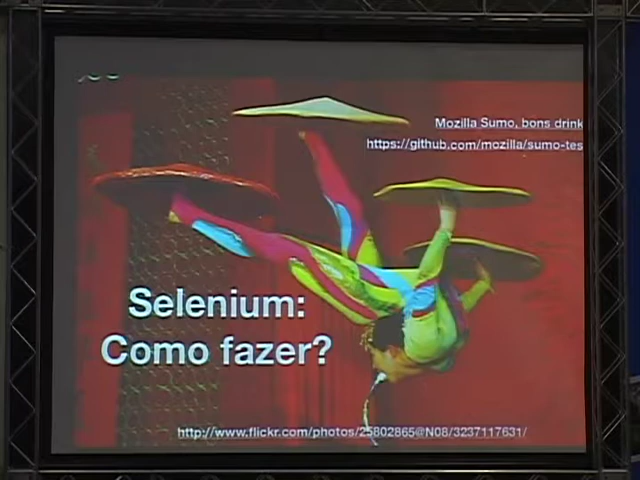 Mozilla Sumo, bons drink
https://github.com/mozilla/sumo-tes
Selenium:
Como fazer?
http://www.flickr.com/photos/25802865@N08/3237117631/